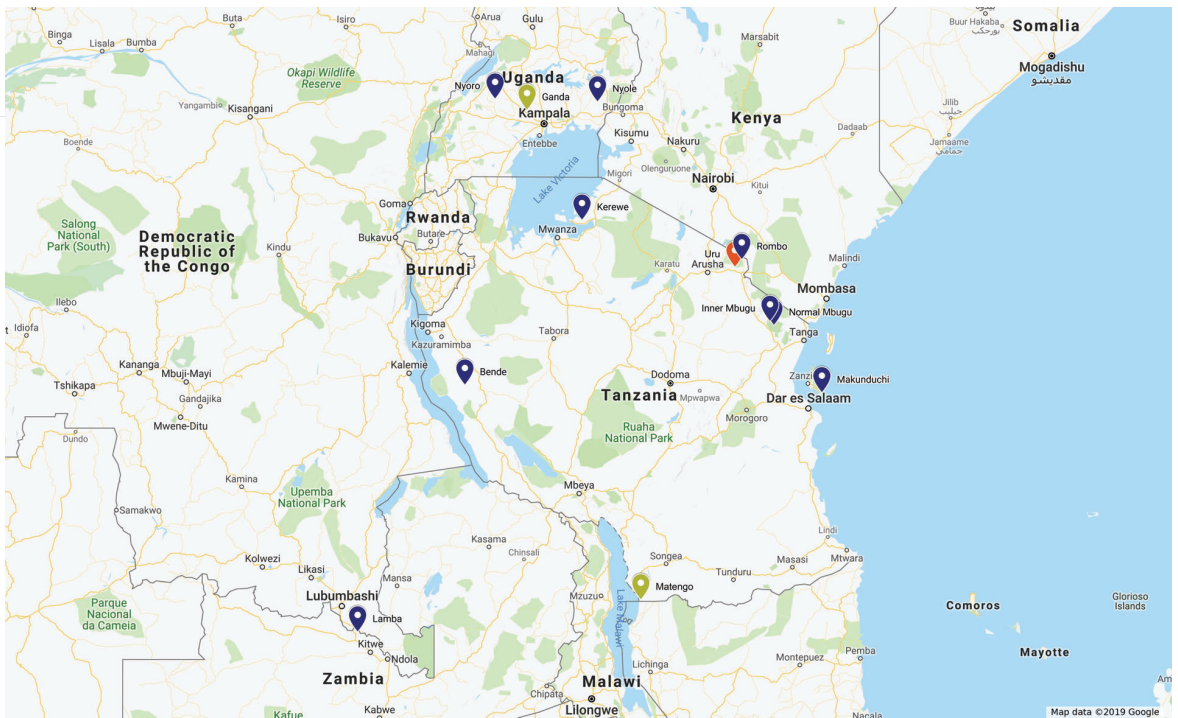 Binga
Lisala
Bumba
Buta
Isiro
Arua
Gulu
Mahagi
Marsabit
Buur Hakaba
بورحكبة
Somalia
Mogadishu
مقديشو
Okapi Wildlife
Reserve
Nyoro
Uganda
Ganda
Kampala
Nyole
Bungoma
Yangambi
Kisangani
Entebbe
Kisumu
Kenya
Nakuru
Dadaab
Jilib
جيليب
Jamaame
جمامي
Boende
Olenguruone
Migori
Nairobi
Kitui
Lake Victoria
Goma
Rwanda
Butare
Bukavu
Burundi
Kerewe
Mwanza
Salong
National
Park (South)
Democratic
Republic of
the Congo
Kindu
Karatu
Uru
Arusha
Rombo
Malindi
Mombasa
Ilebo
t Idiofa
Kigoma
Kazuramimba
Tabora
Inner Mbugu
Normal Mbugu
Tanga
Kananga
Mbuji-Mayi
Tshikapa
Gandajika
Mwene-Ditu
Kalemie
Bende
Dodoma
Mpwapwa
Tanzania
Zanzi
Makunduchi
Dar es Salaam
Morogoro
Ruaha
National Park
Dundo
Kamina
Upemba
National Park
Samakwo
Mbeya
Kasama
Chinsali
Lindi
Mtwara
Masasi
Songea
Tunduru
Kolwezi
Likasi
Mansa
Lubumbashi
Lamba
Mzuzu
Matengo
Lake Malawi
Parque
Nacional
da Cameia
Comoros
Glorioso
Islands
Kitwe
Ndola
Zambia
Lichinga
Montepuez
Pemba
Mayotte
Malawi
Chipata
Lilongwe
Kafue
Kabwe
Nacala
Am
Map data ©2019 Google